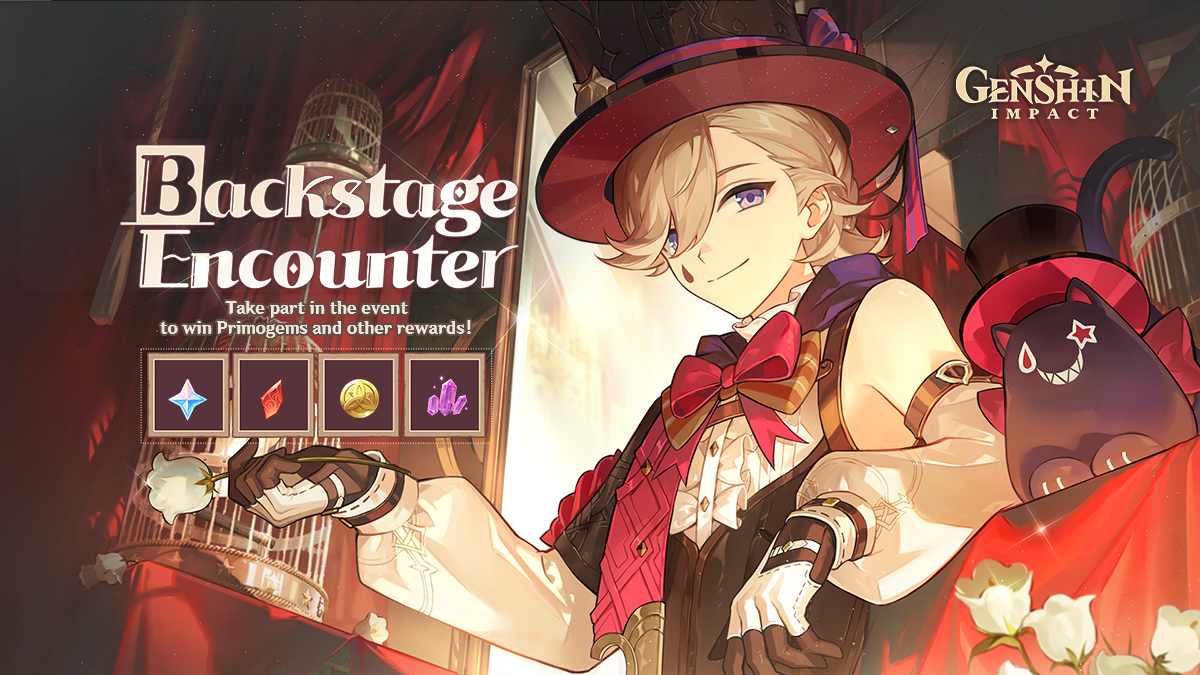 Backstage
Encounter
Take part in the event
to win Primogems and other rewards!
GENSHIN
IMPACT